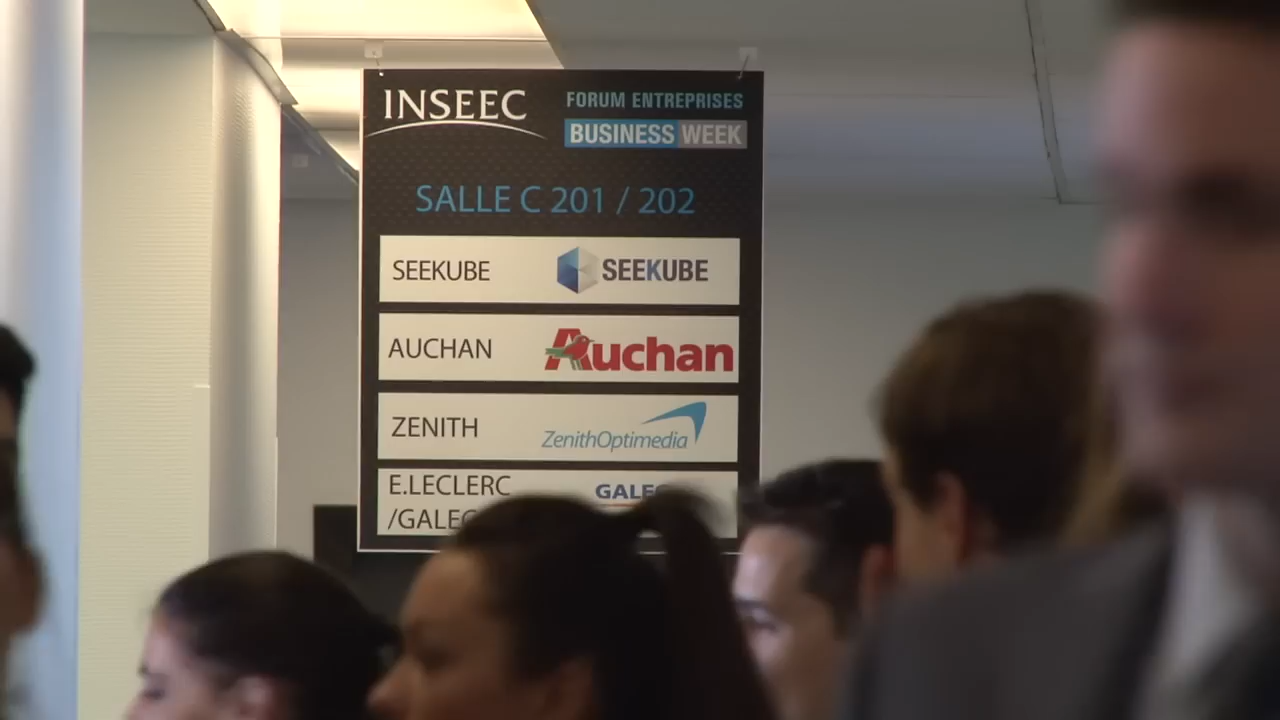 INSEEC
FORUM ENTREPRISES
BUSINESS WEEK
SALLE C 201 / 202
SEEKUBE
SEEKUBE
AUCHAN
Auchan
ZENITH
ZenithOptimedia
E.LECLERC